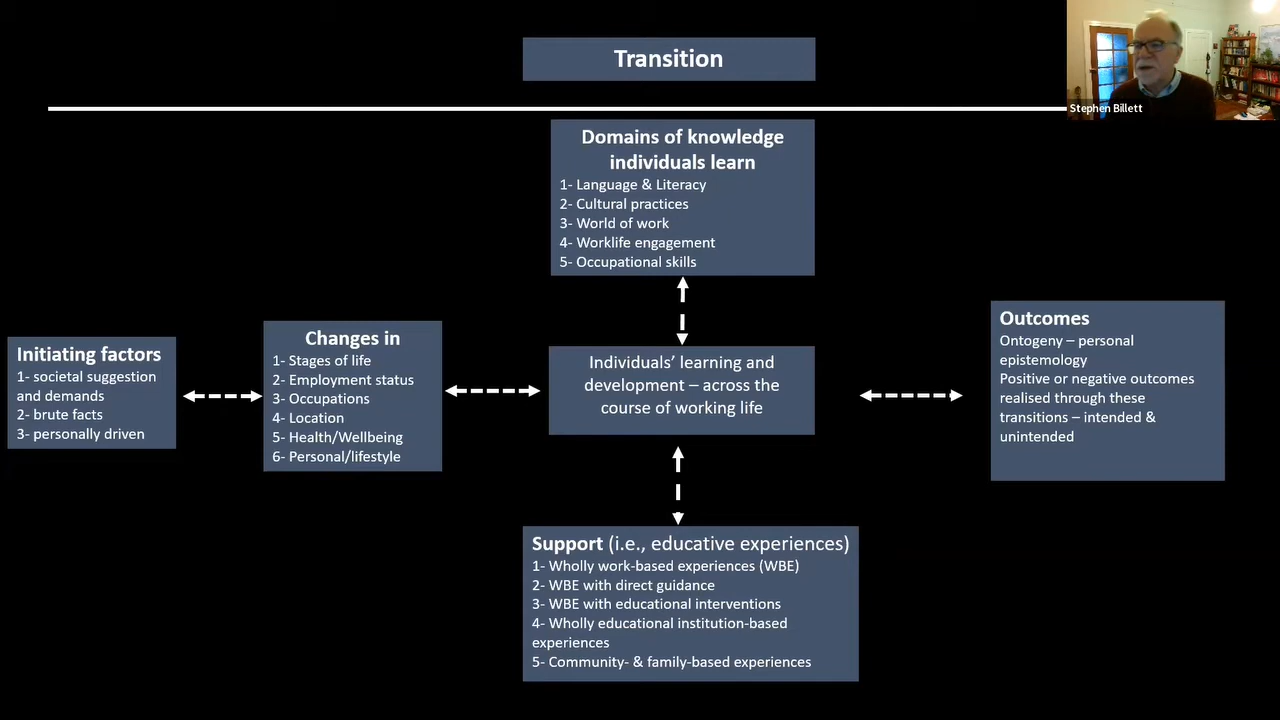 Transition
Stephen Billett
Domains of knowledge
individuals learn
1- Language & Literacy
2- Cultural practices
3- World of work
4- Worklife engagement
5- Occupational skills
Initiating factors
1- societal suggestion
and demands
2- brute facts
3- personally driven
Changes in
1- Stages of life
2- Employment status
3- Occupations
4- Location
5- Health/Wellbeing
6- Personal/lifestyle
Individuals’ learning and
development – across the
course of working life
Outcomes
Ontogeny – personal
epistemology
Positive or negative outcomes
realised through these
transitions – intended &
unintended
Support (i.e., educative experiences)
1- Wholly work-based experiences (WBE)
2- WBE with direct guidance
3- WBE with educational interventions
4- Wholly educational institution-based
experiences
5- Community- & family-based experiences